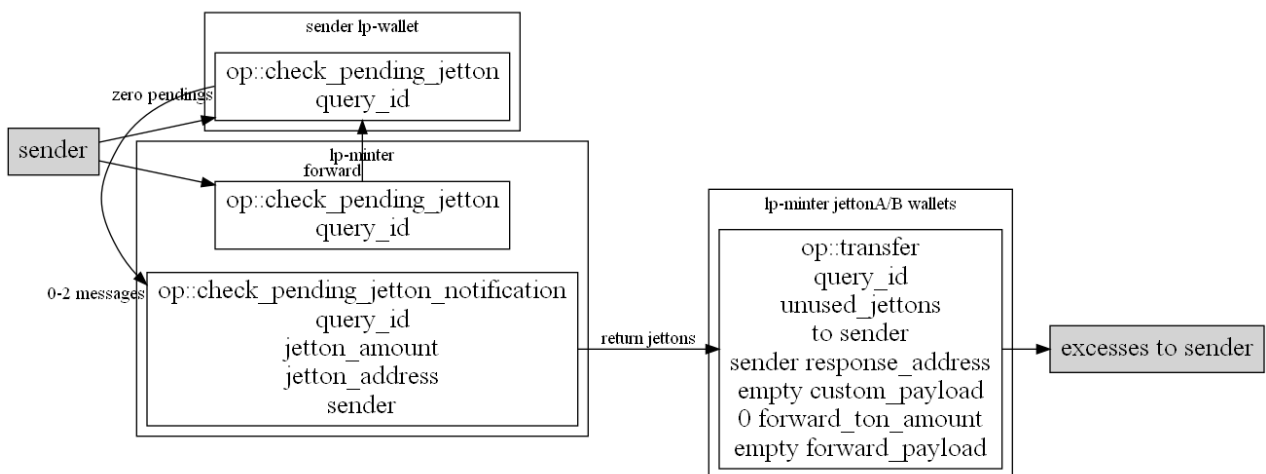 sender lp-wallet
op::check_pending_jetton
query_id
zero pendings
sender
lp-minter
forward
op::check_pending_jetton
query_id
0-2 messages
op::check_pending_jetton_notification
query_id
jetton_amount
jetton_address
sender
return jettons
lp-minter jettonA/B wallets
op::transfer
query_id
unused_jettons
to sender
sender response_address
empty custom_payload
0 forward_ton_amount
empty forward_payload
excesses to sender